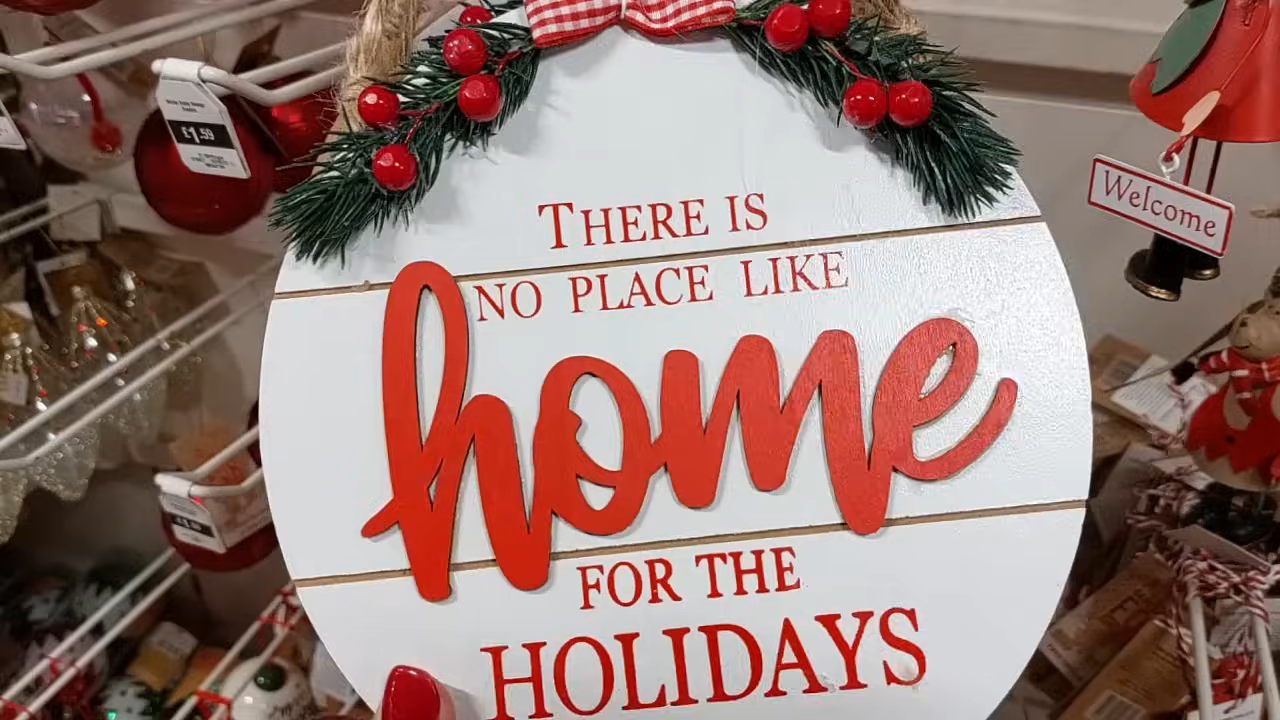 THERE IS
NO PLACE LIKE
home
FOR THE
HOLIDAYS
Welcome
£1.59